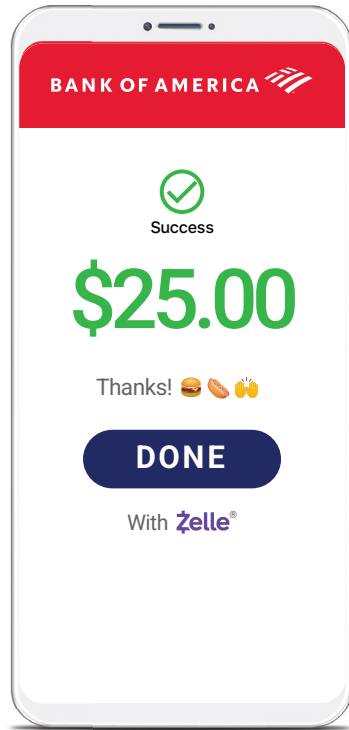 BANK OF AMERICA
Success
$25.00
Thanks! 🍔🌭🙌
DONE
With Zelle®